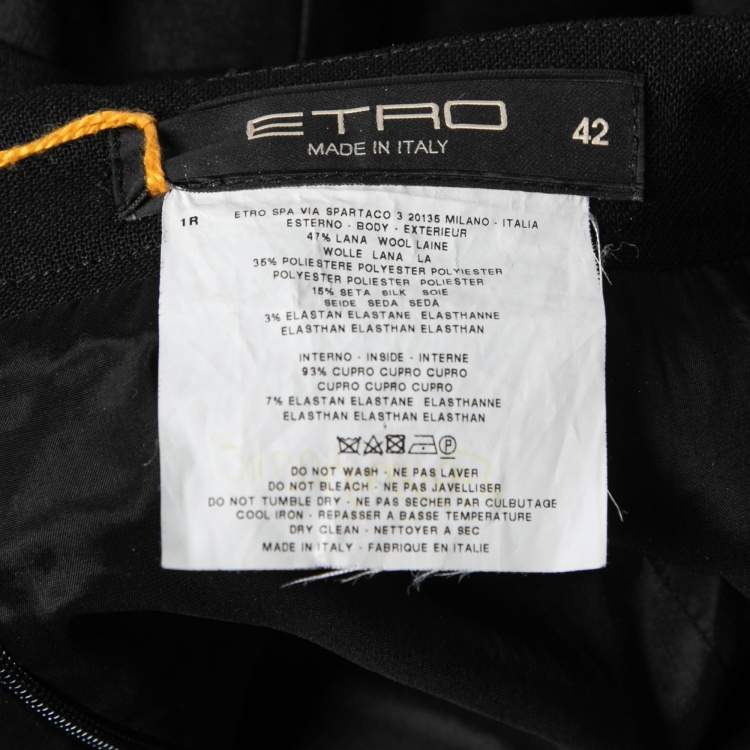 ETRO
MADE IN ITALY
42
1R
ETRO SPA VIA SPARTACO 3 20135 MILANO - ITALIA
ESTERNO - BODY - EXTERIEUR
47% LANA WOOL LAINE
WOLLE LANA LA
35% POLIESTERE POLYESTER POLYIESTER
POLYESTER POLIESTER POLIESTER
15% SETA SILK SOIE
SEIDE SEDA SEDA
3% ELASTAN ELASTANE ELASTHANNE
ELASTHAN ELASTHAN ELASTHAN
INTERNO - INSIDE - INTERNE
93% CUPRO CUPRO CUPRO
CUPRO CUPRO CUPRO
7% ELASTAN ELASTANE ELASTHANNE
ELASTHAN ELASTHAN ELASTHAN
P
DO NOT WASH - NE PAS LAVER
DO NOT BLEACH - NE PAS JAVELLISER
DO NOT TUMBLE DRY - NE PAS SECHER PAR CULBUTAGE
COOL IRON - REPASSER A BASSE TEMPERATURE
DRY CLEAN - NETTOYER A SEC
MADE IN ITALY - FABRIQUE EN ITALIE